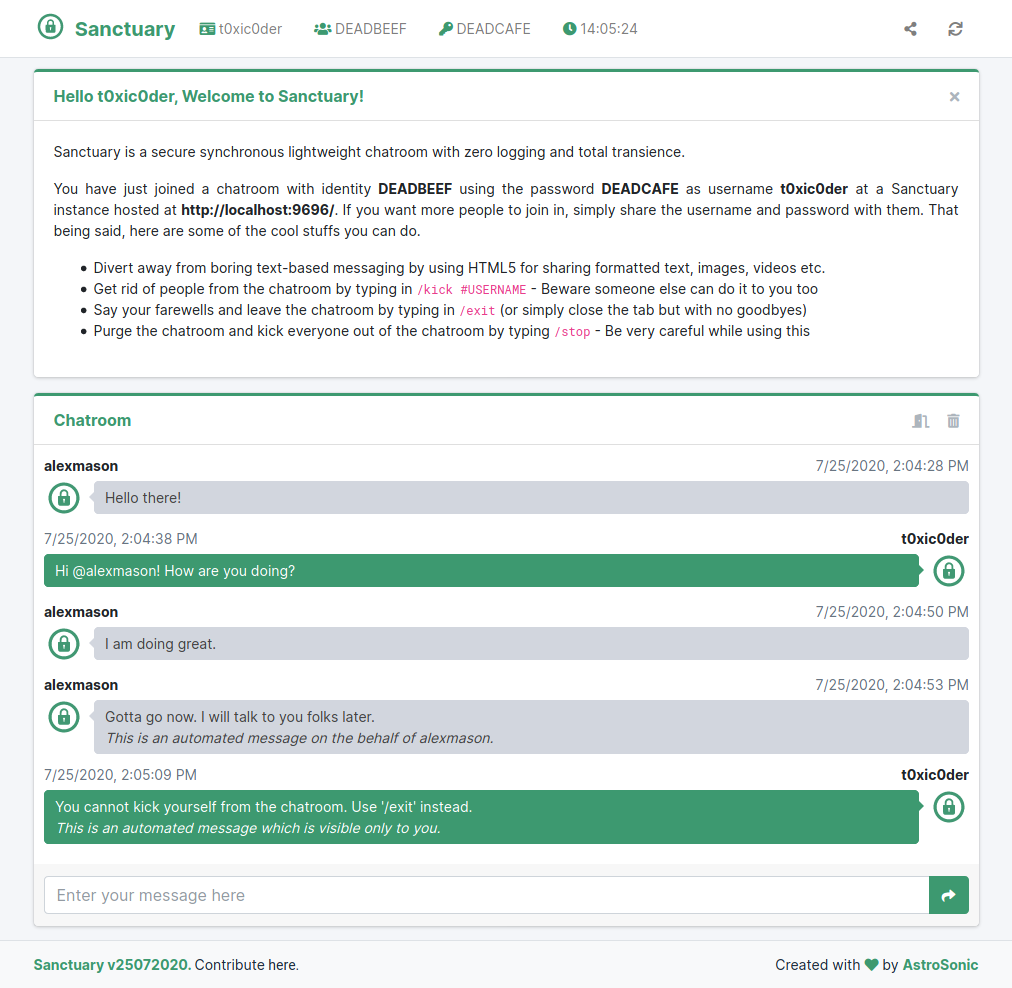 Sanctuary t0xic0der DEADBEEF DEADCAFE 14:05:24
Hello t0xic0der, Welcome to Sanctuary!
Sanctuary is a secure synchronous lightweight chatroom with zero logging and total transience.
You have just joined a chatroom with identity DEADBEEF using the password DEADCAFE as username t0xic0der at a Sanctuary
instance hosted at http://localhost:9696/. If you want more people to join in, simply share the username and password with them. That
being said, here are some of the cool stuffs you can do.
• Divert away from boring text-based messaging by using HTML5 for sharing formatted text, images, videos etc.
• Get rid of people from the chatroom by typing in /kick #USERNAME - Beware someone else can do it to you too
• Say your farewells and leave the chatroom by typing in /exit (or simply close the tab but with no goodbyes)
• Purge the chatroom and kick everyone out of the chatroom by typing /stop - Be very careful while using this
Chatroom
alexmason 7/25/2020, 2:04:28 PM
Hello there!
7/25/2020, 2:04:38 PM t0xic0der
Hi @alexmason! How are you doing?
alexmason 7/25/2020, 2:04:50 PM
I am doing great.
alexmason 7/25/2020, 2:04:53 PM
Gotta go now. I will talk to you folks later.
This is an automated message on the behalf of alexmason.
7/25/2020, 2:05:09 PM t0xic0der
You cannot kick yourself from the chatroom. Use '/exit' instead.
This is an automated message which is visible only to you.
Enter your message here
Sanctuary v25072020. Contribute here. Created with ♥ by AstroSonic